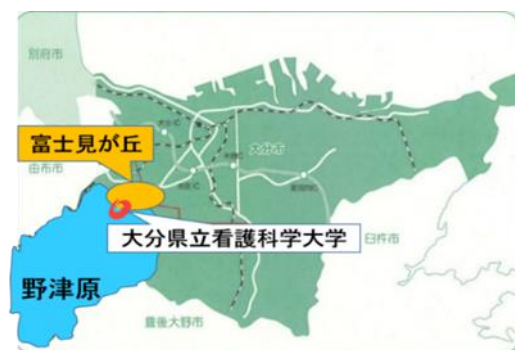 別府市
富士見が丘
大分市
由布市
大分県立看護科学大学
臼杵市
野津原
豊後大野市